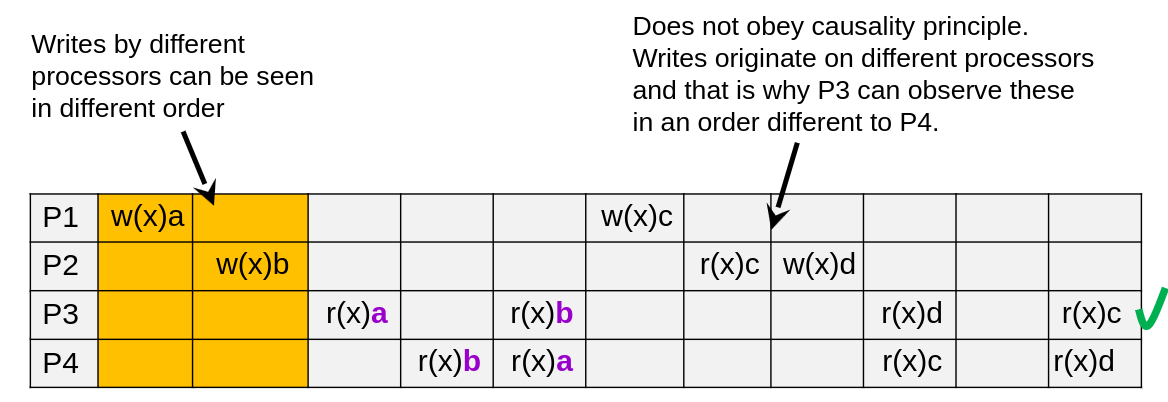 Writes by different
processors can be seen
in different order
Does not obey causality principle.
Writes originate on different processors
and that is why P3 can observe these
in an order different to P4.
P1 w(x)a w(x)c
P2 w(x)b r(x)c w(x)d
P3 r(x)a r(x)b r(x)d r(x)c
P4 r(x)b r(x)a r(x)c r(x)d